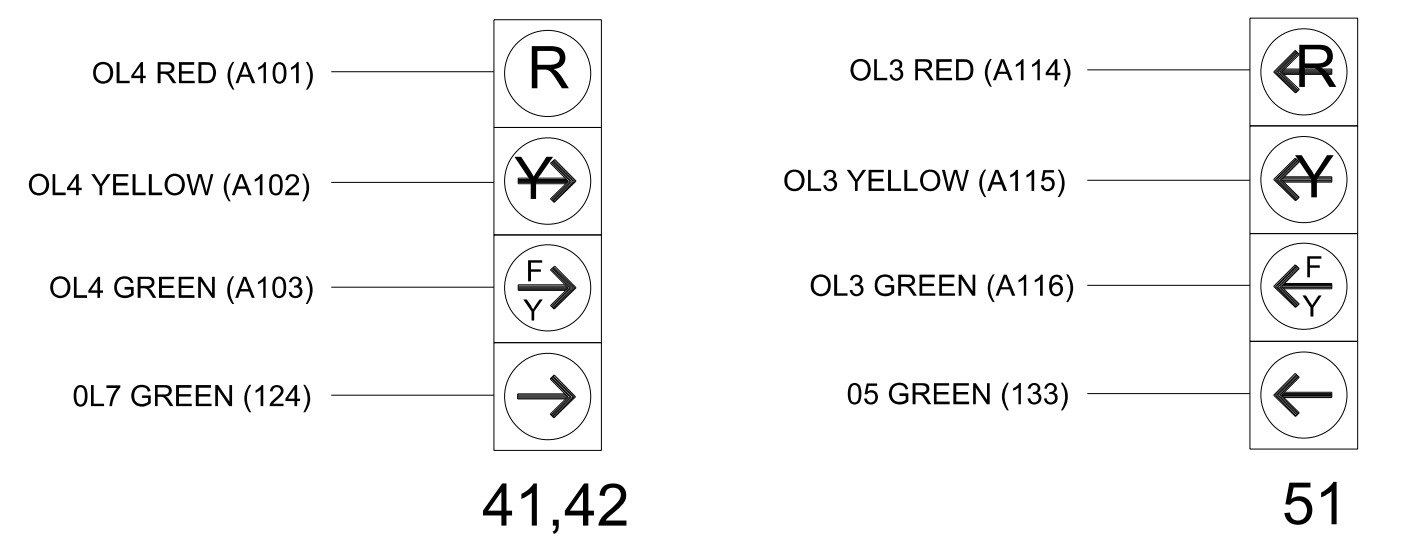 OL4 RED (A101)
R
OL4 YELLOW (A102)
Y
OL4 GREEN (A103)
F
Y
0L7 GREEN (124)
41,42
OL3 RED (A114)
R
OL3 YELLOW (A115)
Y
OL3 GREEN (A116)
F
Y
05 GREEN (133)
51